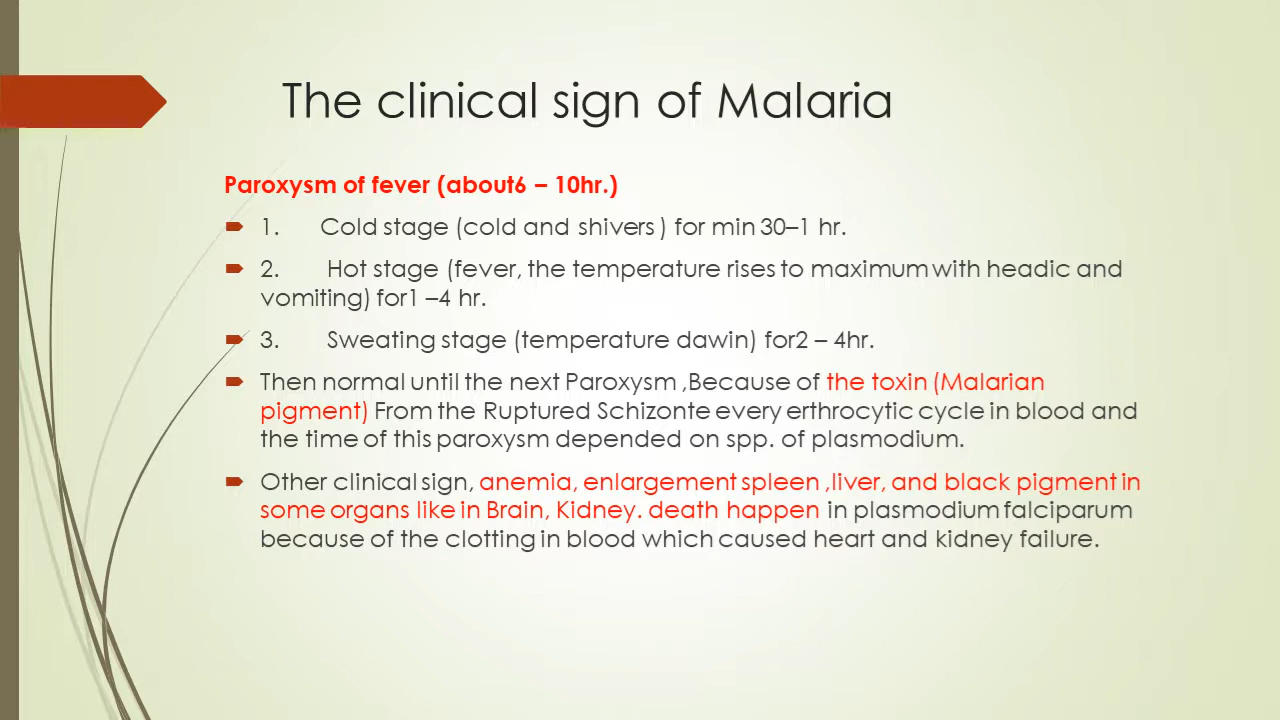 The clinical sign of Malaria
Paroxysm of fever (about6 – 10hr.)
1. Cold stage (cold and shivers ) for min 30–1 hr.
2. Hot stage (fever, the temperature rises to maximum with headic and
vomiting) for1 –4 hr.
3. Sweating stage (temperature dawin) for2 – 4hr.
Then normal until the next Paroxysm ,Because of the toxin (Malarian
pigment) From the Ruptured Schizonte every erthrocytic cycle in blood and
the time of this paroxysm depended on spp. of plasmodium.
Other clinical sign, anemia, enlargement spleen ,liver, and black pigment in
some organs like in Brain, Kidney. death happen in plasmodium falciparum
because of the clotting in blood which caused heart and kidney failure.